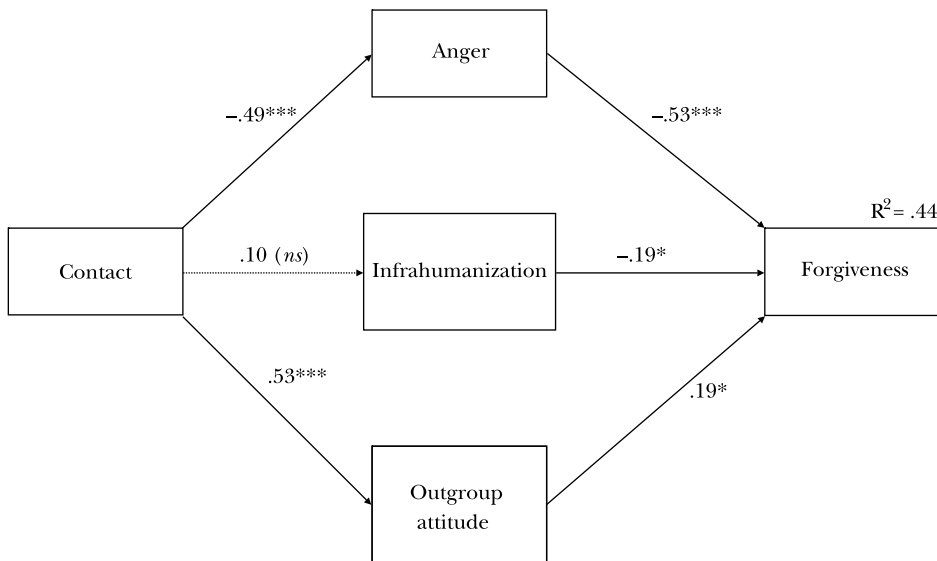 Anger
–.49***
–.53***
R²= .44
Contact
.10 (ns)
Infrahumanization
–.19*
Forgiveness
.53***
.19*
Outgroup
attitude